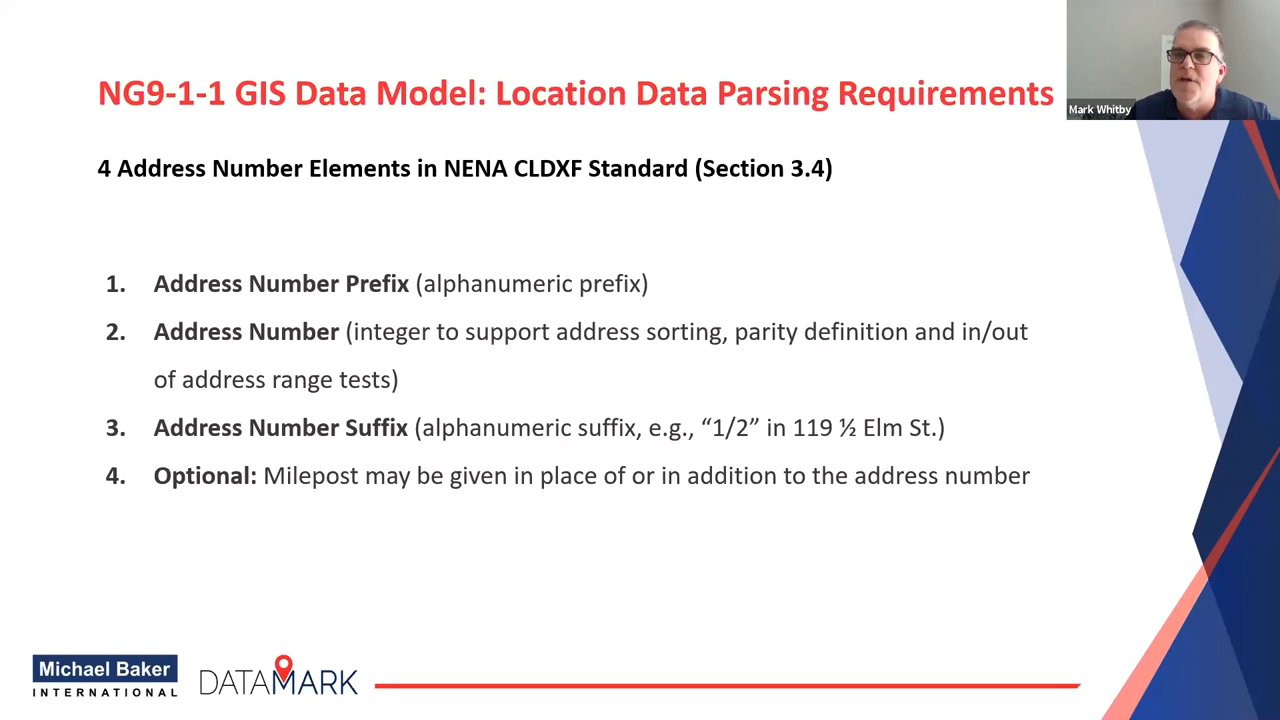 NG9-1-1 GIS Data Model: Location Data Parsing Requirements
Mark Whitby
4 Address Number Elements in NENA CLDXF Standard (Section 3.4)
1. Address Number Prefix (alphanumeric prefix)
2. Address Number (integer to support address sorting, parity definition and in/out
of address range tests)
3. Address Number Suffix (alphanumeric suffix, e.g., “1/2” in 119 ½ Elm St.)
4. Optional: Milepost may be given in place of or in addition to the address number
Michael Baker
INTERNATIONAL
DATAMARK